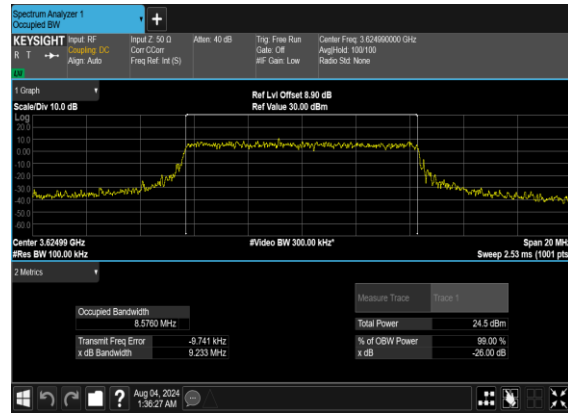 Spectrum Analyzer 1
Occupied BW
KEYSIGHT Input: RF Input Z: 50 Ω Atten: 40 dB Trig: Free Run Center Freq: 3.624990000 GHz
R T Coupling: DC Corr CCorr Gate: Off Avg|Hold: 100/100
Align: Auto Freq Ref: Int (S) #IF Gain: Low Radio Std: None
1 Graph
Ref Lvl Offset 8.90 dB
Scale/Div 10.0 dB Ref Value 30.00 dBm
Log
20.0
10.0
0.00
-10.0
-20.0
-30.0
-40.0
-50.0
-60.0
Center 3.62499 GHz #Video BW 300.00 kHz* Span 20 MHz
#Res BW 100.00 kHz Sweep 2.53 ms (1001 pts
2 Metrics
Measure Trace Trace 1
Occupied Bandwidth
8.5760 MHz Total Power 24.5 dBm
Transmit Freq Error -9.741 kHz % of OBW Power 99.00 %
x dB Bandwidth 9.233 MHz x dB -26.00 dB
? Aug 04, 2024
1:36:27 AM